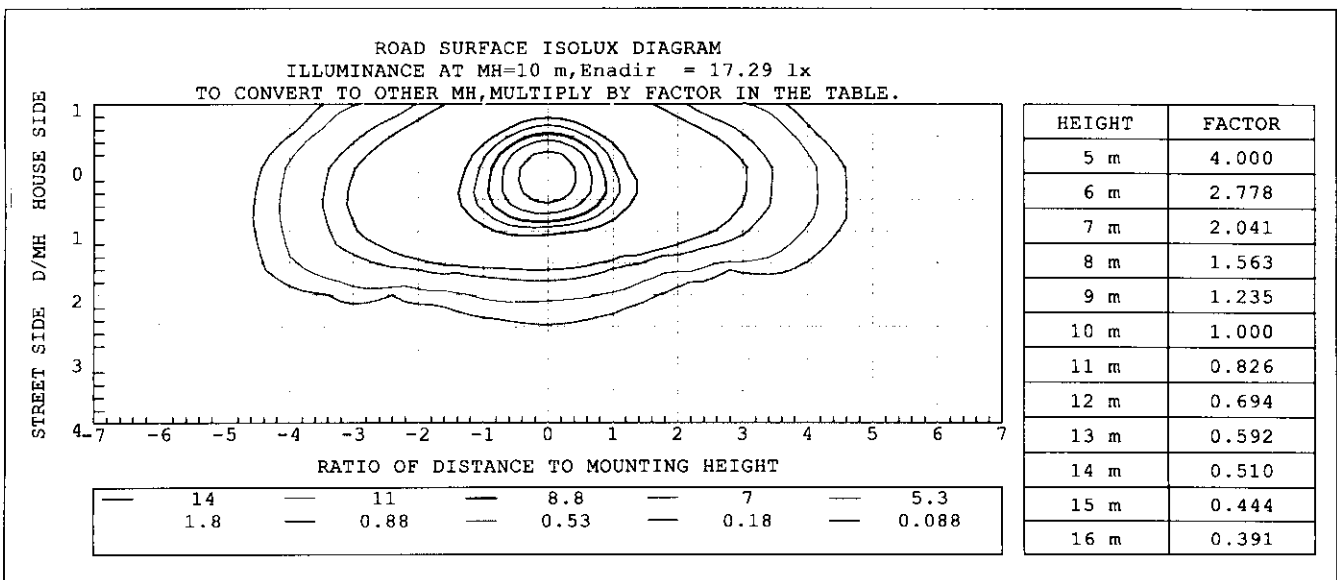 ROAD SURFACE ISOLUX DIAGRAM
ILLUMINANCE AT MH=10 m,Enadir = 17.29 lx
TO CONVERT TO OTHER MH,MULTIPLY BY FACTOR IN THE TABLE.
STREET SIDE D/MH HOUSE SIDE
1
0
1
2
3
4
-7 -6 -5 -4 -3 -2 -1 0 1 2 3 4 5 6 7
RATIO OF DISTANCE TO MOUNTING HEIGHT
14 11 8.8 7 5.3
1.8 0.88 0.53 0.18 0.088
HEIGHT FACTOR
5 m 4.000
6 m 2.778
7 m 2.041
8 m 1.563
9 m 1.235
10 m 1.000
11 m 0.826
12 m 0.694
13 m 0.592
14 m 0.510
15 m 0.444
16 m 0.391